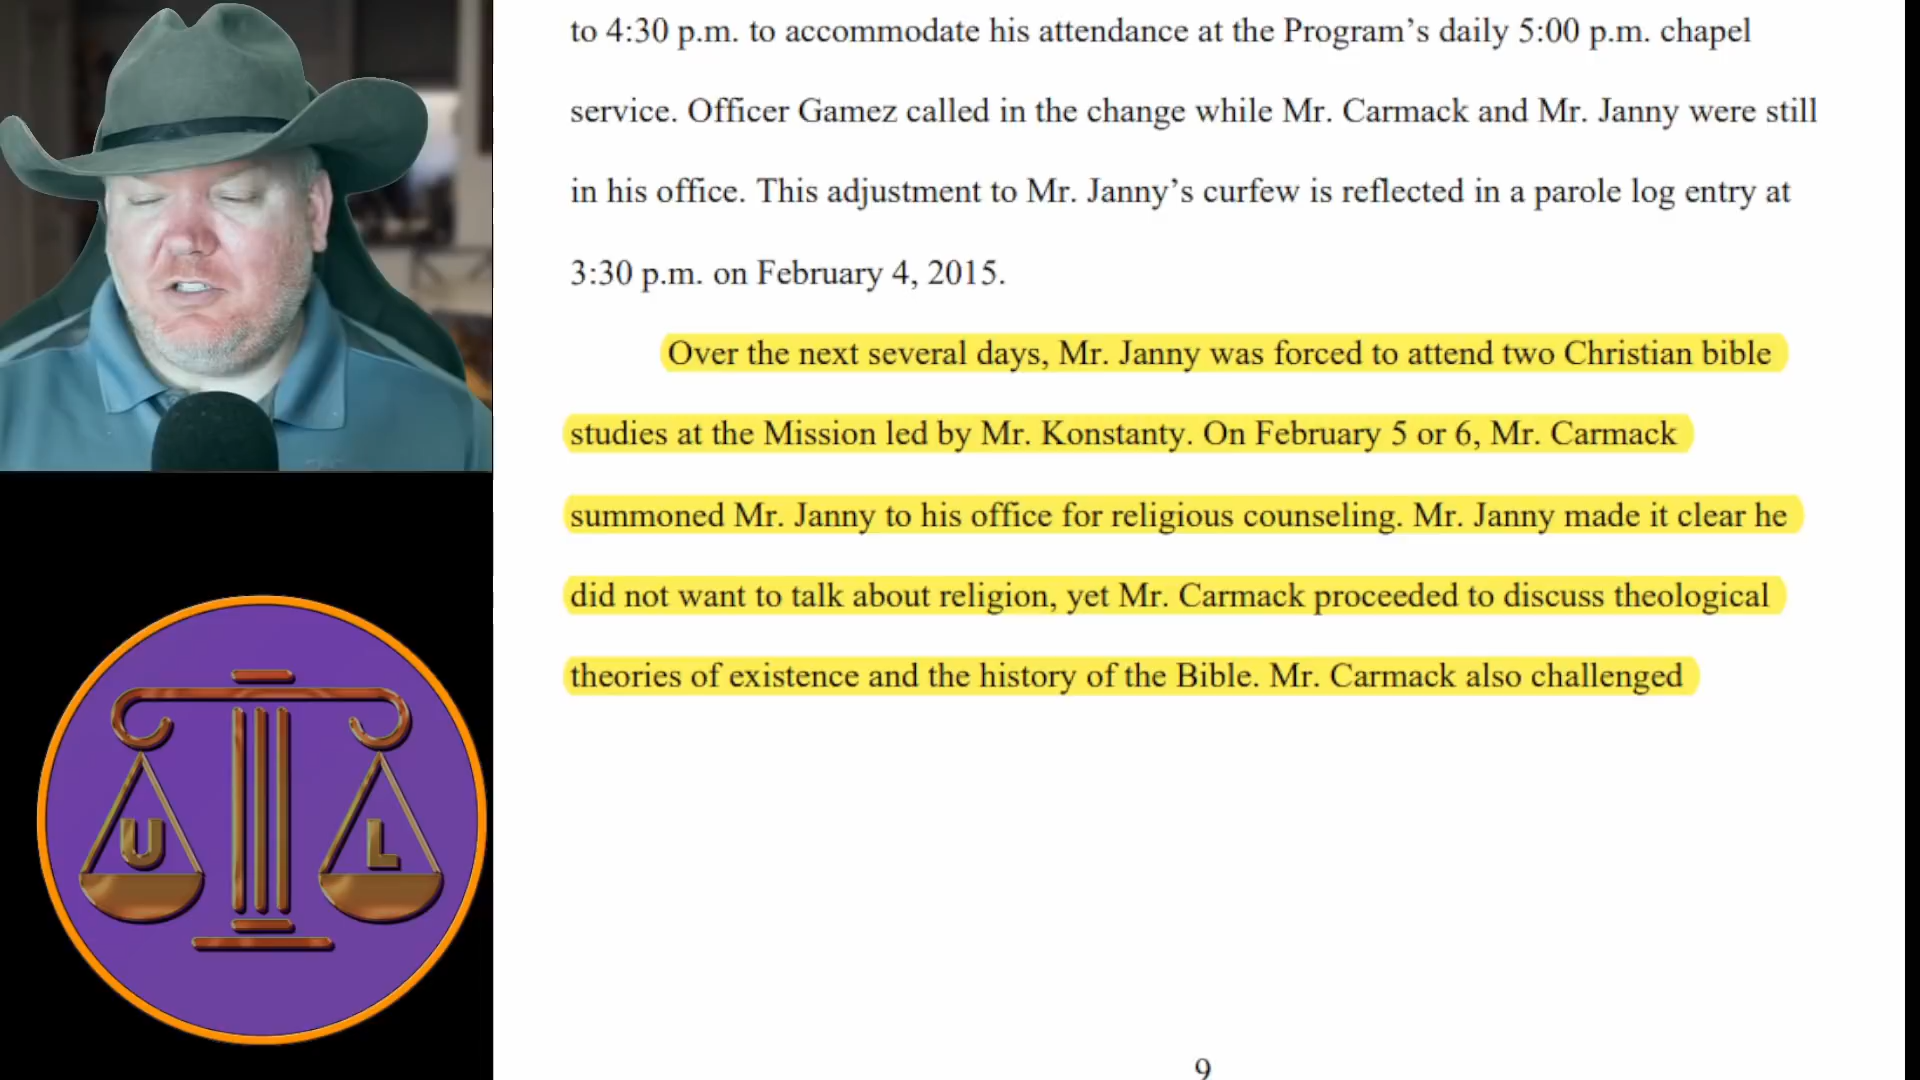 to 4:30 p.m. to accommodate his attendance at the Program’s daily 5:00 p.m. chapel
service. Officer Gamez called in the change while Mr. Carmack and Mr. Janny were still
in his office. This adjustment to Mr. Janny’s curfew is reflected in a parole log entry at
3:30 p.m. on February 4, 2015.
Over the next several days, Mr. Janny was forced to attend two Christian bible
studies at the Mission led by Mr. Konstanty. On February 5 or 6, Mr. Carmack
summoned Mr. Janny to his office for religious counseling. Mr. Janny made it clear he
did not want to talk about religion, yet Mr. Carmack proceeded to discuss theological
theories of existence and the history of the Bible. Mr. Carmack also challenged
9
U L